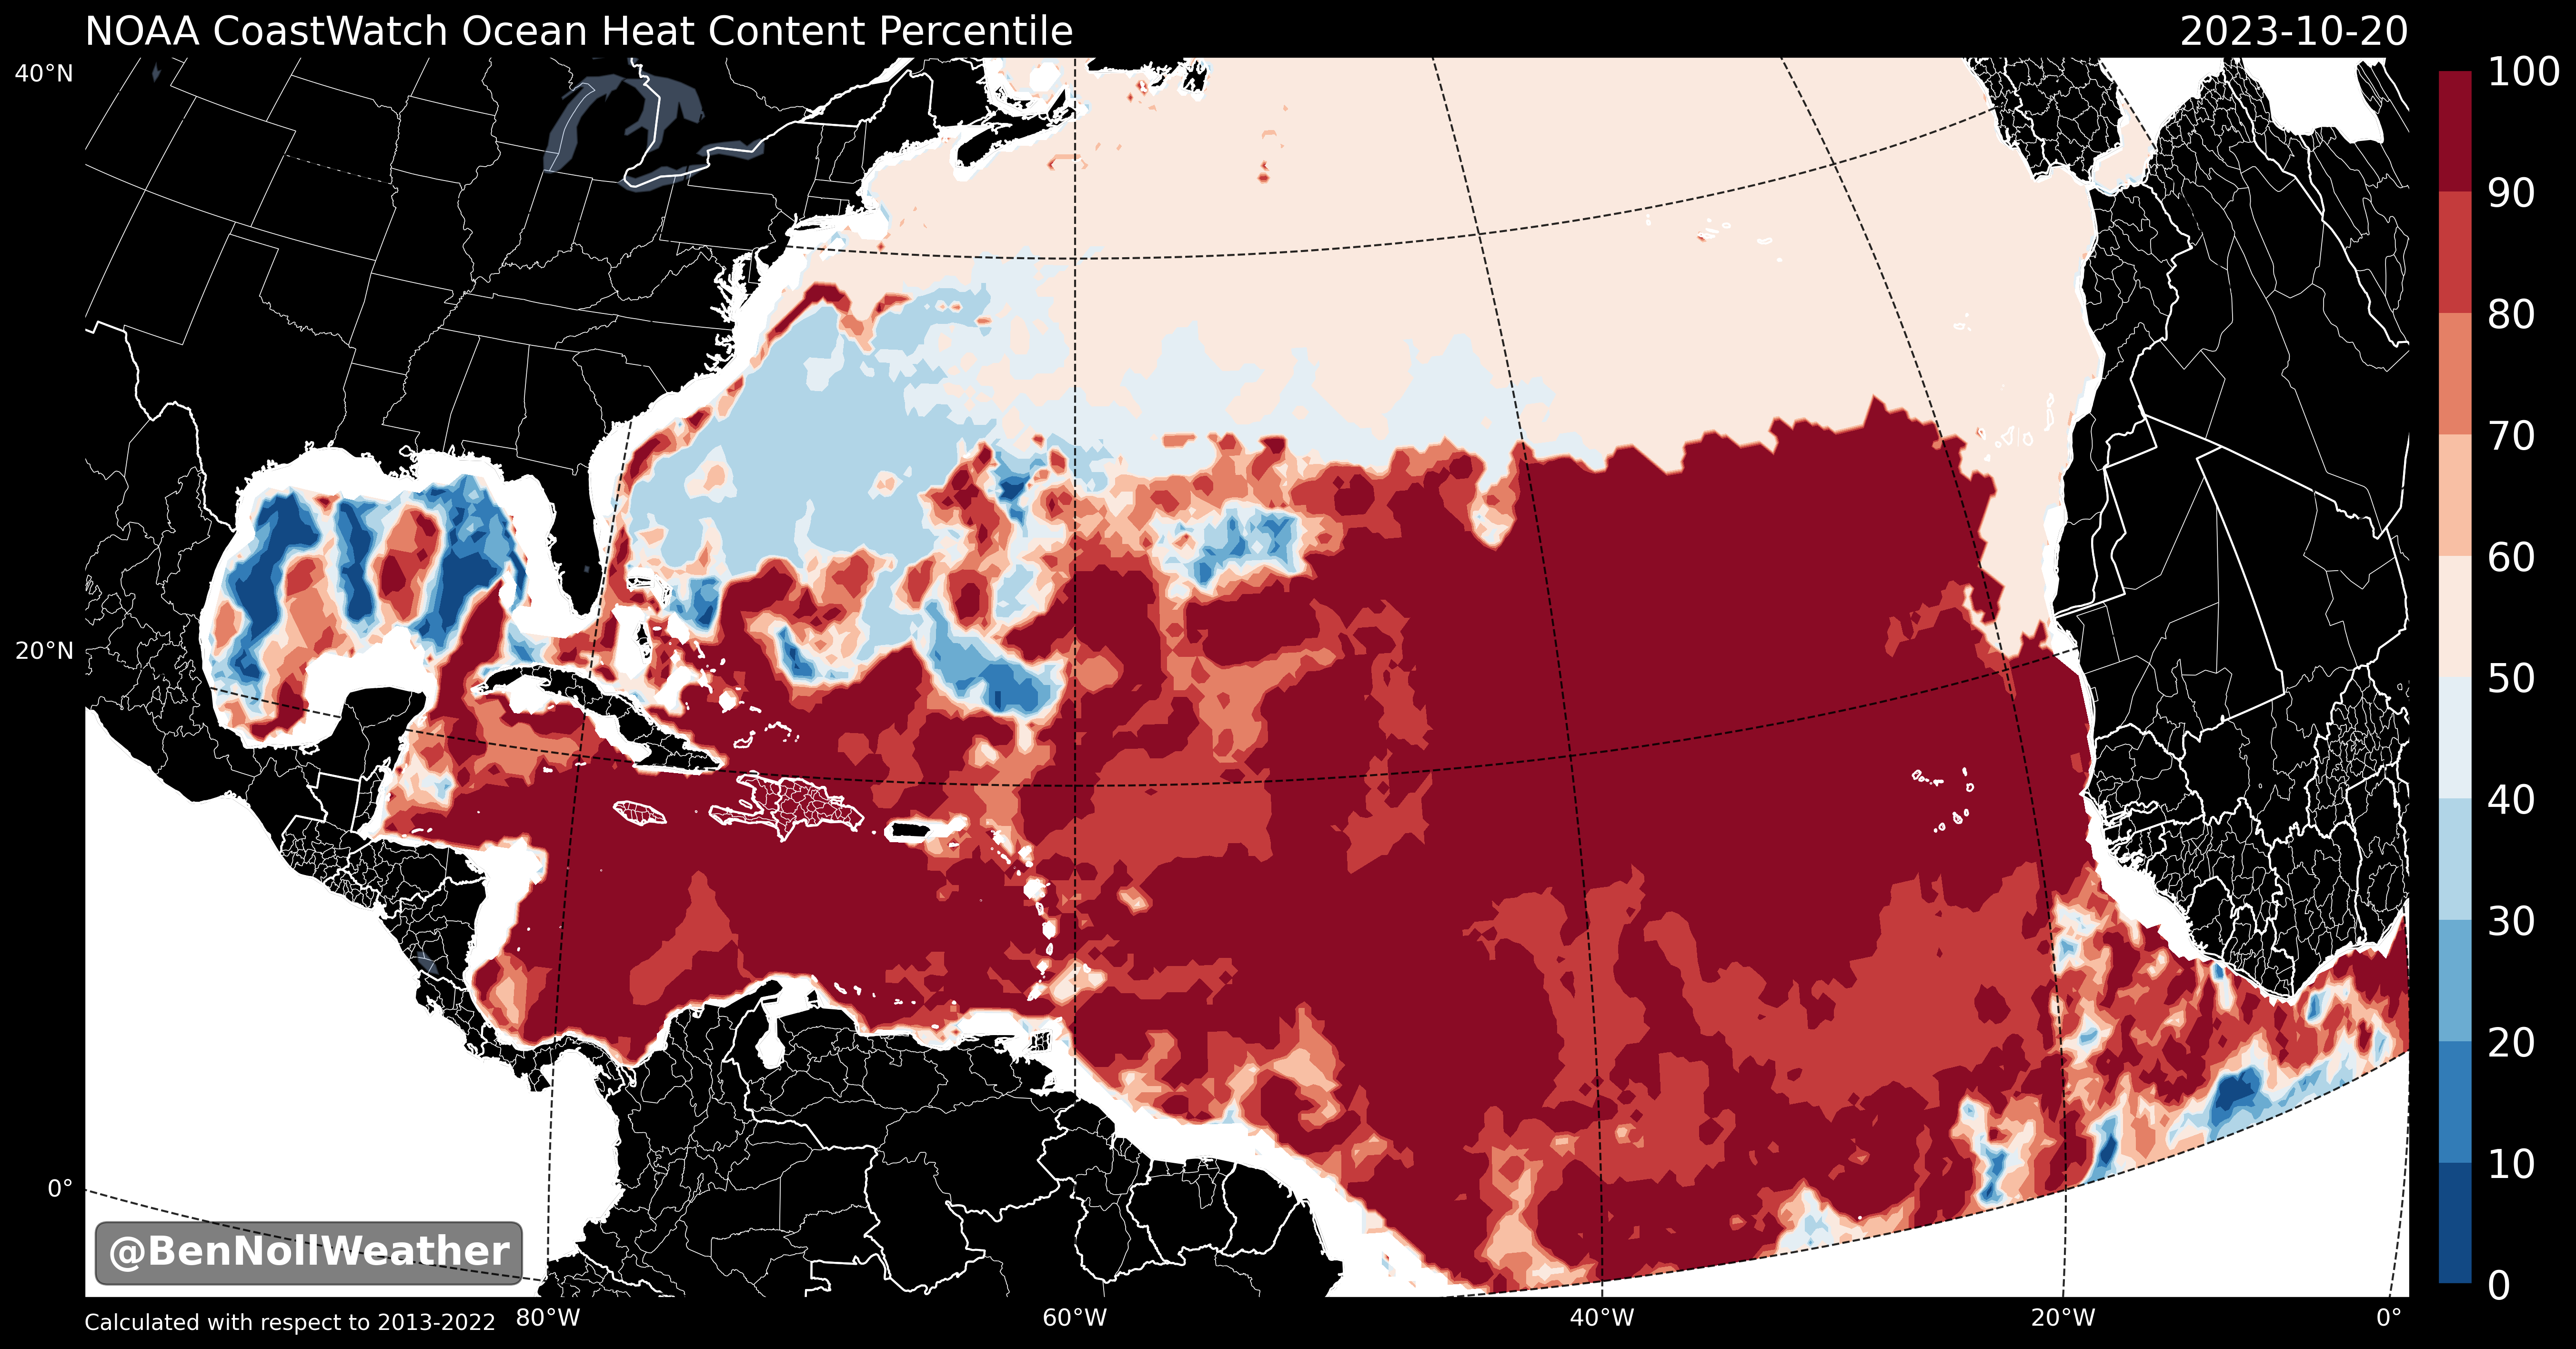 NOAA CoastWatch Ocean Heat Content Percentile 2023-10-20
40°N
20°N
0°
100
90
80
70
60
50
40
30
20
10
0
@BenNollWeather
Calculated with respect to 2013-2022
80°W 60°W 40°W 20°W 0°